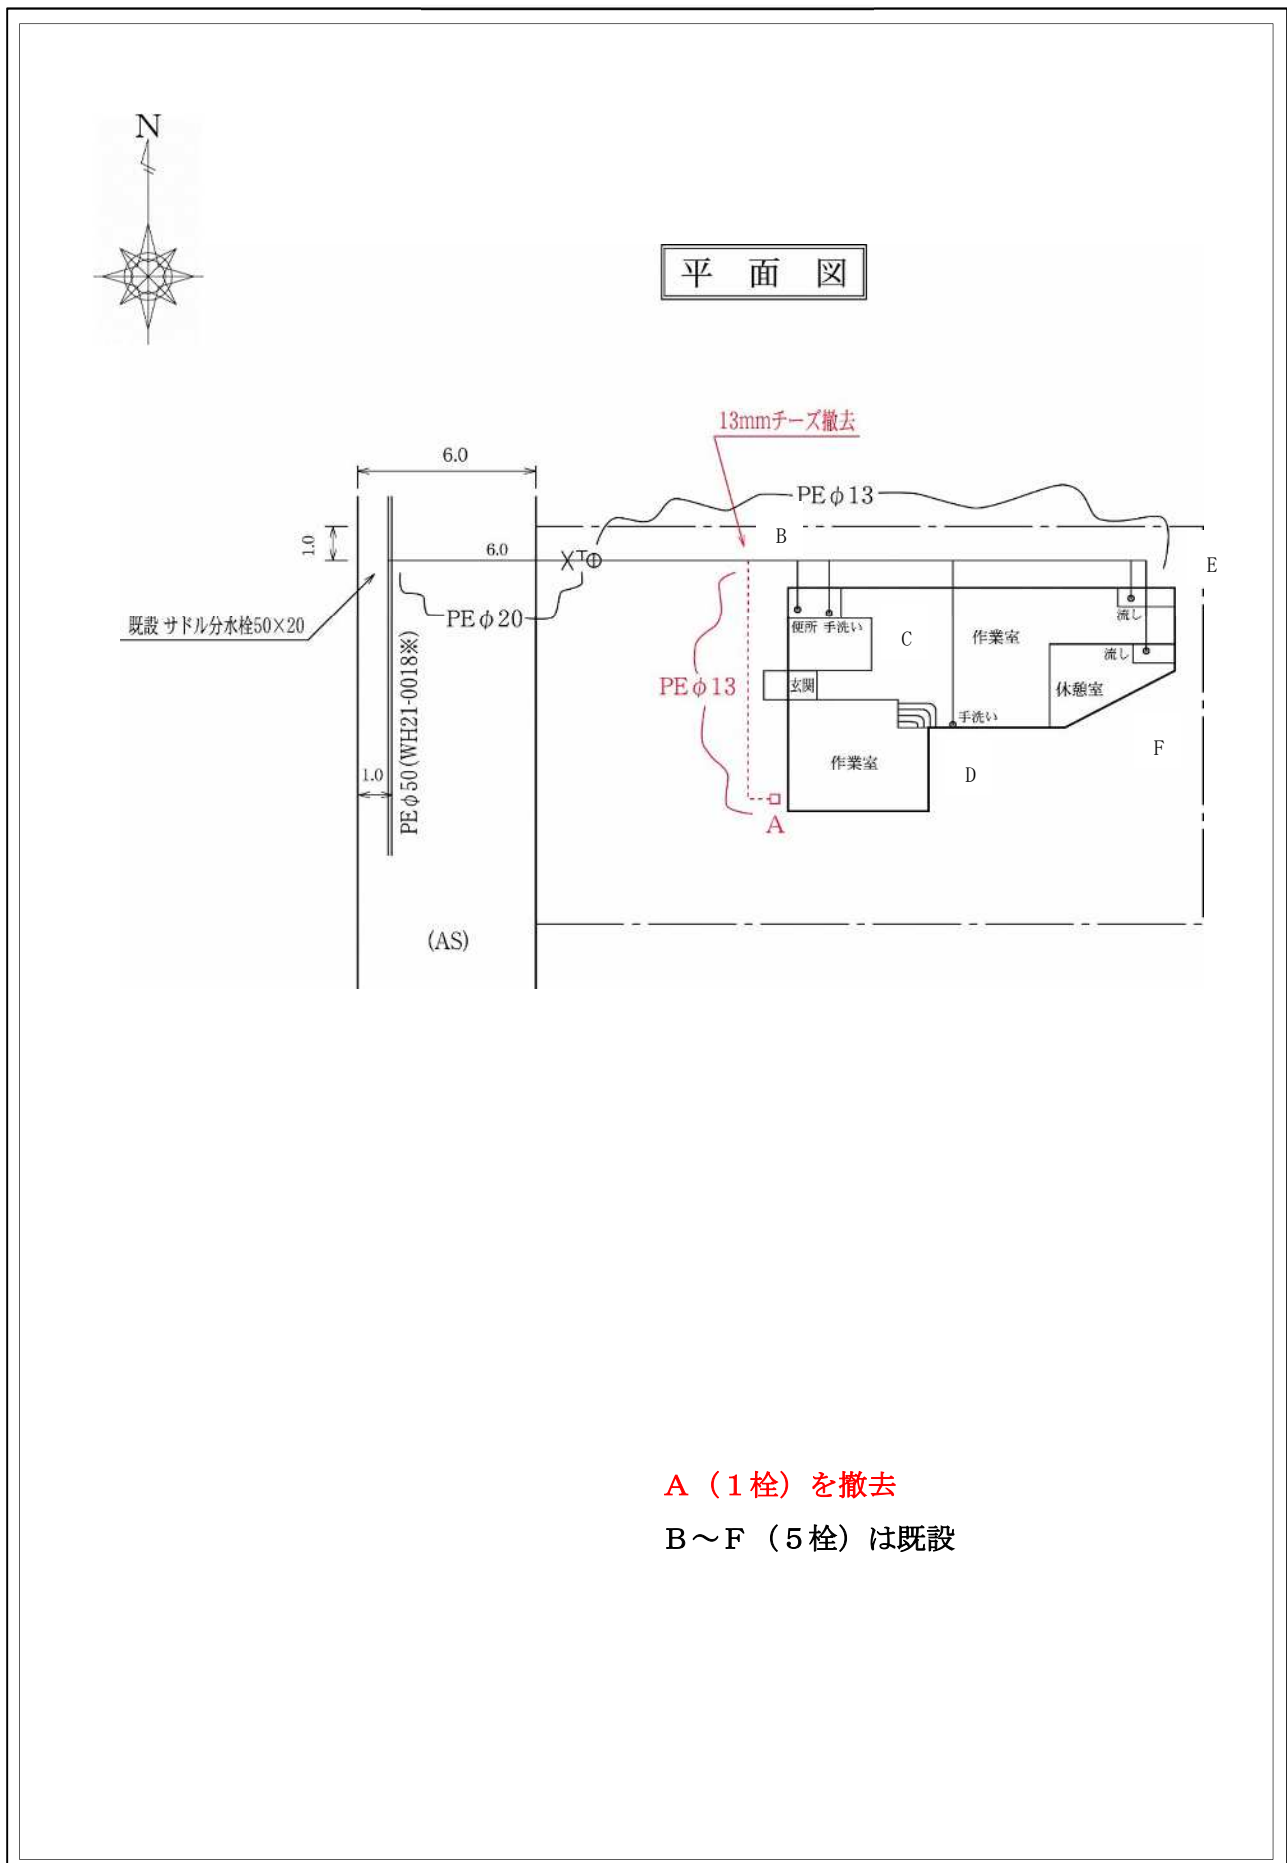 N
平面図
13mmチーズ撤去
6.0
PEφ13
1.0
B
6.0
E
PEφ20
既設 サドル分水栓50×20
便所 手洗い
C
作業室
流し
流し
PEφ50(WH21-0018※)
PEφ13
玄関
休憩室
手洗い
F
作業室
D
1.0
A
(AS)
A（1栓）を撤去
B～F（5栓）は既設